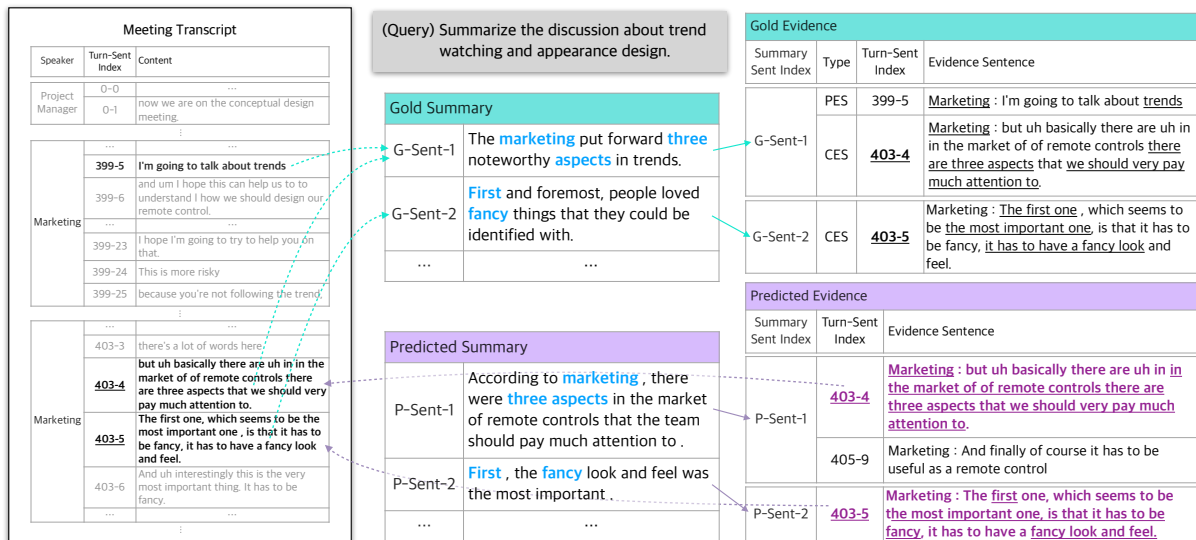 Meeting Transcript
Speaker
Turn-Sent
Index
Content
Project
Manager
0-0
...
0-1
now we are on the conceptual design
meeting.
⋮
Marketing
...
...
399-5
I'm going to talk about trends
399-6
and um I hope this can help us to to
understand I how we should design our
remote control.
...
...
399-23
I hope I'm going to try to help you on
that.
399-24
This is more risky
399-25
because you're not following the trend,
⋮
Marketing
...
...
403-3
there's a lot of words here
403-4
but uh basically there are uh in in the
market of of remote controls there
are three aspects that we should very
pay much attention to.
403-5
The first one, which seems to be the
most important one , is that it has to
be fancy, it has to have a fancy look
and feel.
403-6
And uh interestingly this is the very
most important thing. It has to be
fancy.
...
...
⋮
(Query) Summarize the discussion about trend
watching and appearance design.
Gold Summary
G-Sent-1
The marketing put forward three
noteworthy aspects in trends.
G-Sent-2
First and foremost, people loved
fancy things that they could be
identified with.
...
...
Predicted Summary
P-Sent-1
According to marketing , there
were three aspects in the market
of remote controls that the team
should pay much attention to .
P-Sent-2
First , the fancy look and feel was
the most important .
...
...
Gold Evidence
Summary
Sent Index
Type
Turn-Sent
Index
Evidence Sentence
G-Sent-1
PES
399-5
Marketing : I'm going to talk about trends
CES
403-4
Marketing : but uh basically there are uh in
in the market of of remote controls there
are three aspects that we should very pay
much attention to.
G-Sent-2
CES
403-5
Marketing : The first one , which seems to
be the most important one, is that it has to
be fancy, it has to have a fancy look and
feel.
Predicted Evidence
Summary
Sent Index
Turn-Sent
Index
Evidence Sentence
P-Sent-1
403-4
Marketing : but uh basically there are uh in in
the market of of remote controls there are
three aspects that we should very pay much
attention to.
405-9
Marketing : And finally of course it has to be
useful as a remote control
P-Sent-2
403-5
Marketing : The first one, which seems to be
the most important one, is that it has to be
fancy, it has to have a fancy look and feel.